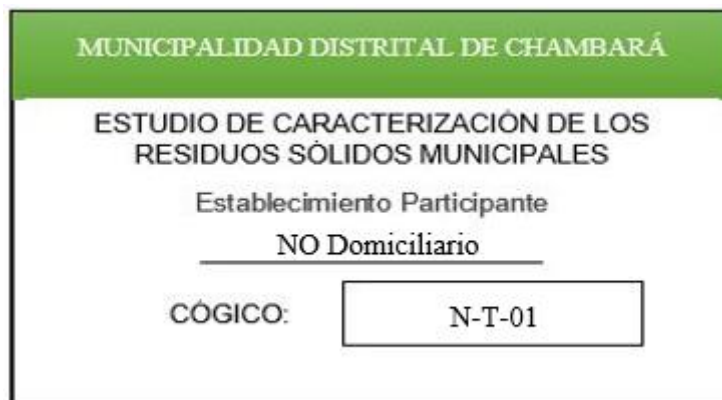 MUNICIPALIDAD DISTRITAL DE CHAMBARÁ
ESTUDIO DE CARACTERIZACIÓN DE LOS
RESIDUOS SÓLIDOS MUNICIPALES
Establecimiento Participante
NO Domiciliario
CÓGICO: N-T-01